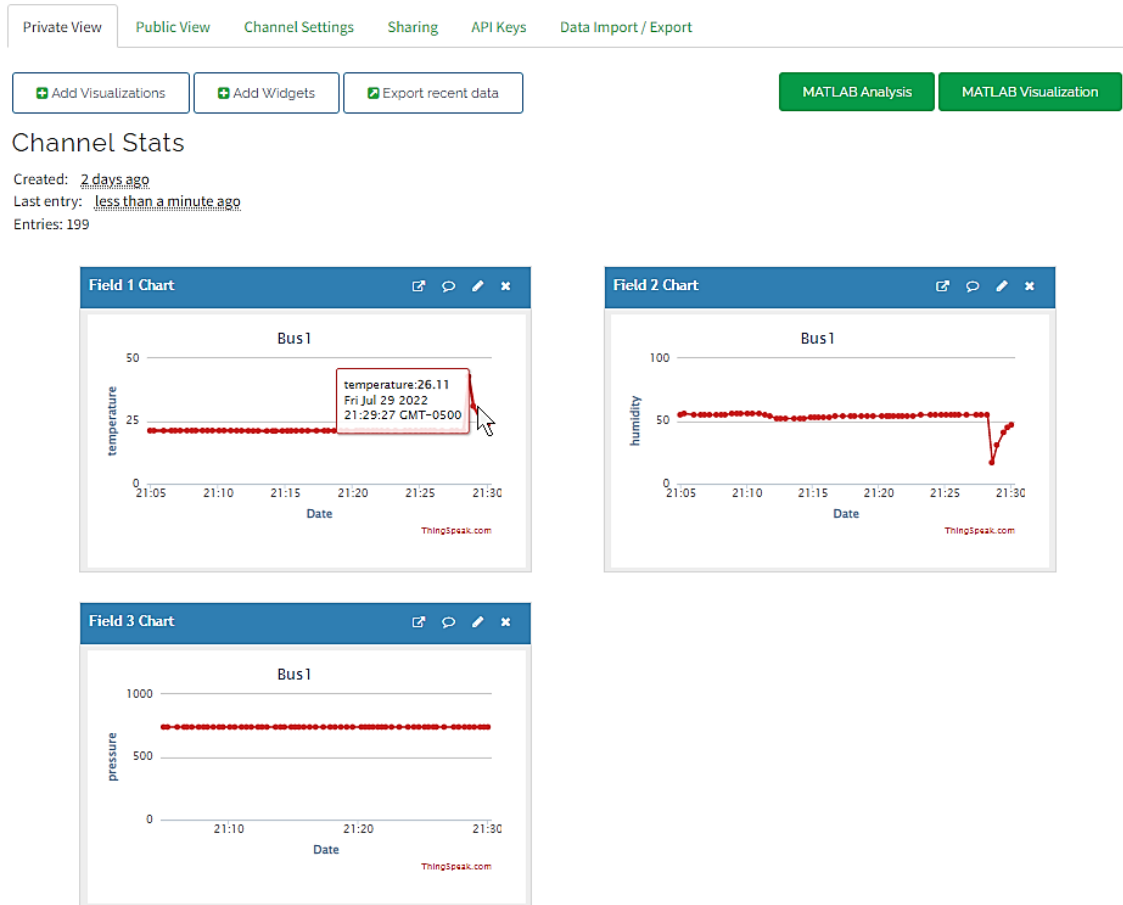 Private View Public View Channel Settings Sharing API Keys Data Import / Export
Add Visualizations Add Widgets Export recent data MATLAB Analysis MATLAB Visualization
Channel Stats
Created: 2 days ago
Last entry: less than a minute ago
Entries: 199
Field 1 Chart
Bus1
temperature
50
25
0
temperature:26.11
Fri Jul 29 2022
21:29:27 GMT-0500
21:05 21:10 21:15 21:20 21:25 21:30
Date
ThingSpeak.com
Field 2 Chart
Bus1
humidity
100
50
0
21:05 21:10 21:15 21:20 21:25 21:30
Date
ThingSpeak.com
Field 3 Chart
Bus1
pressure
1000
500
0
21:10 21:20 21:30
Date
ThingSpeak.com